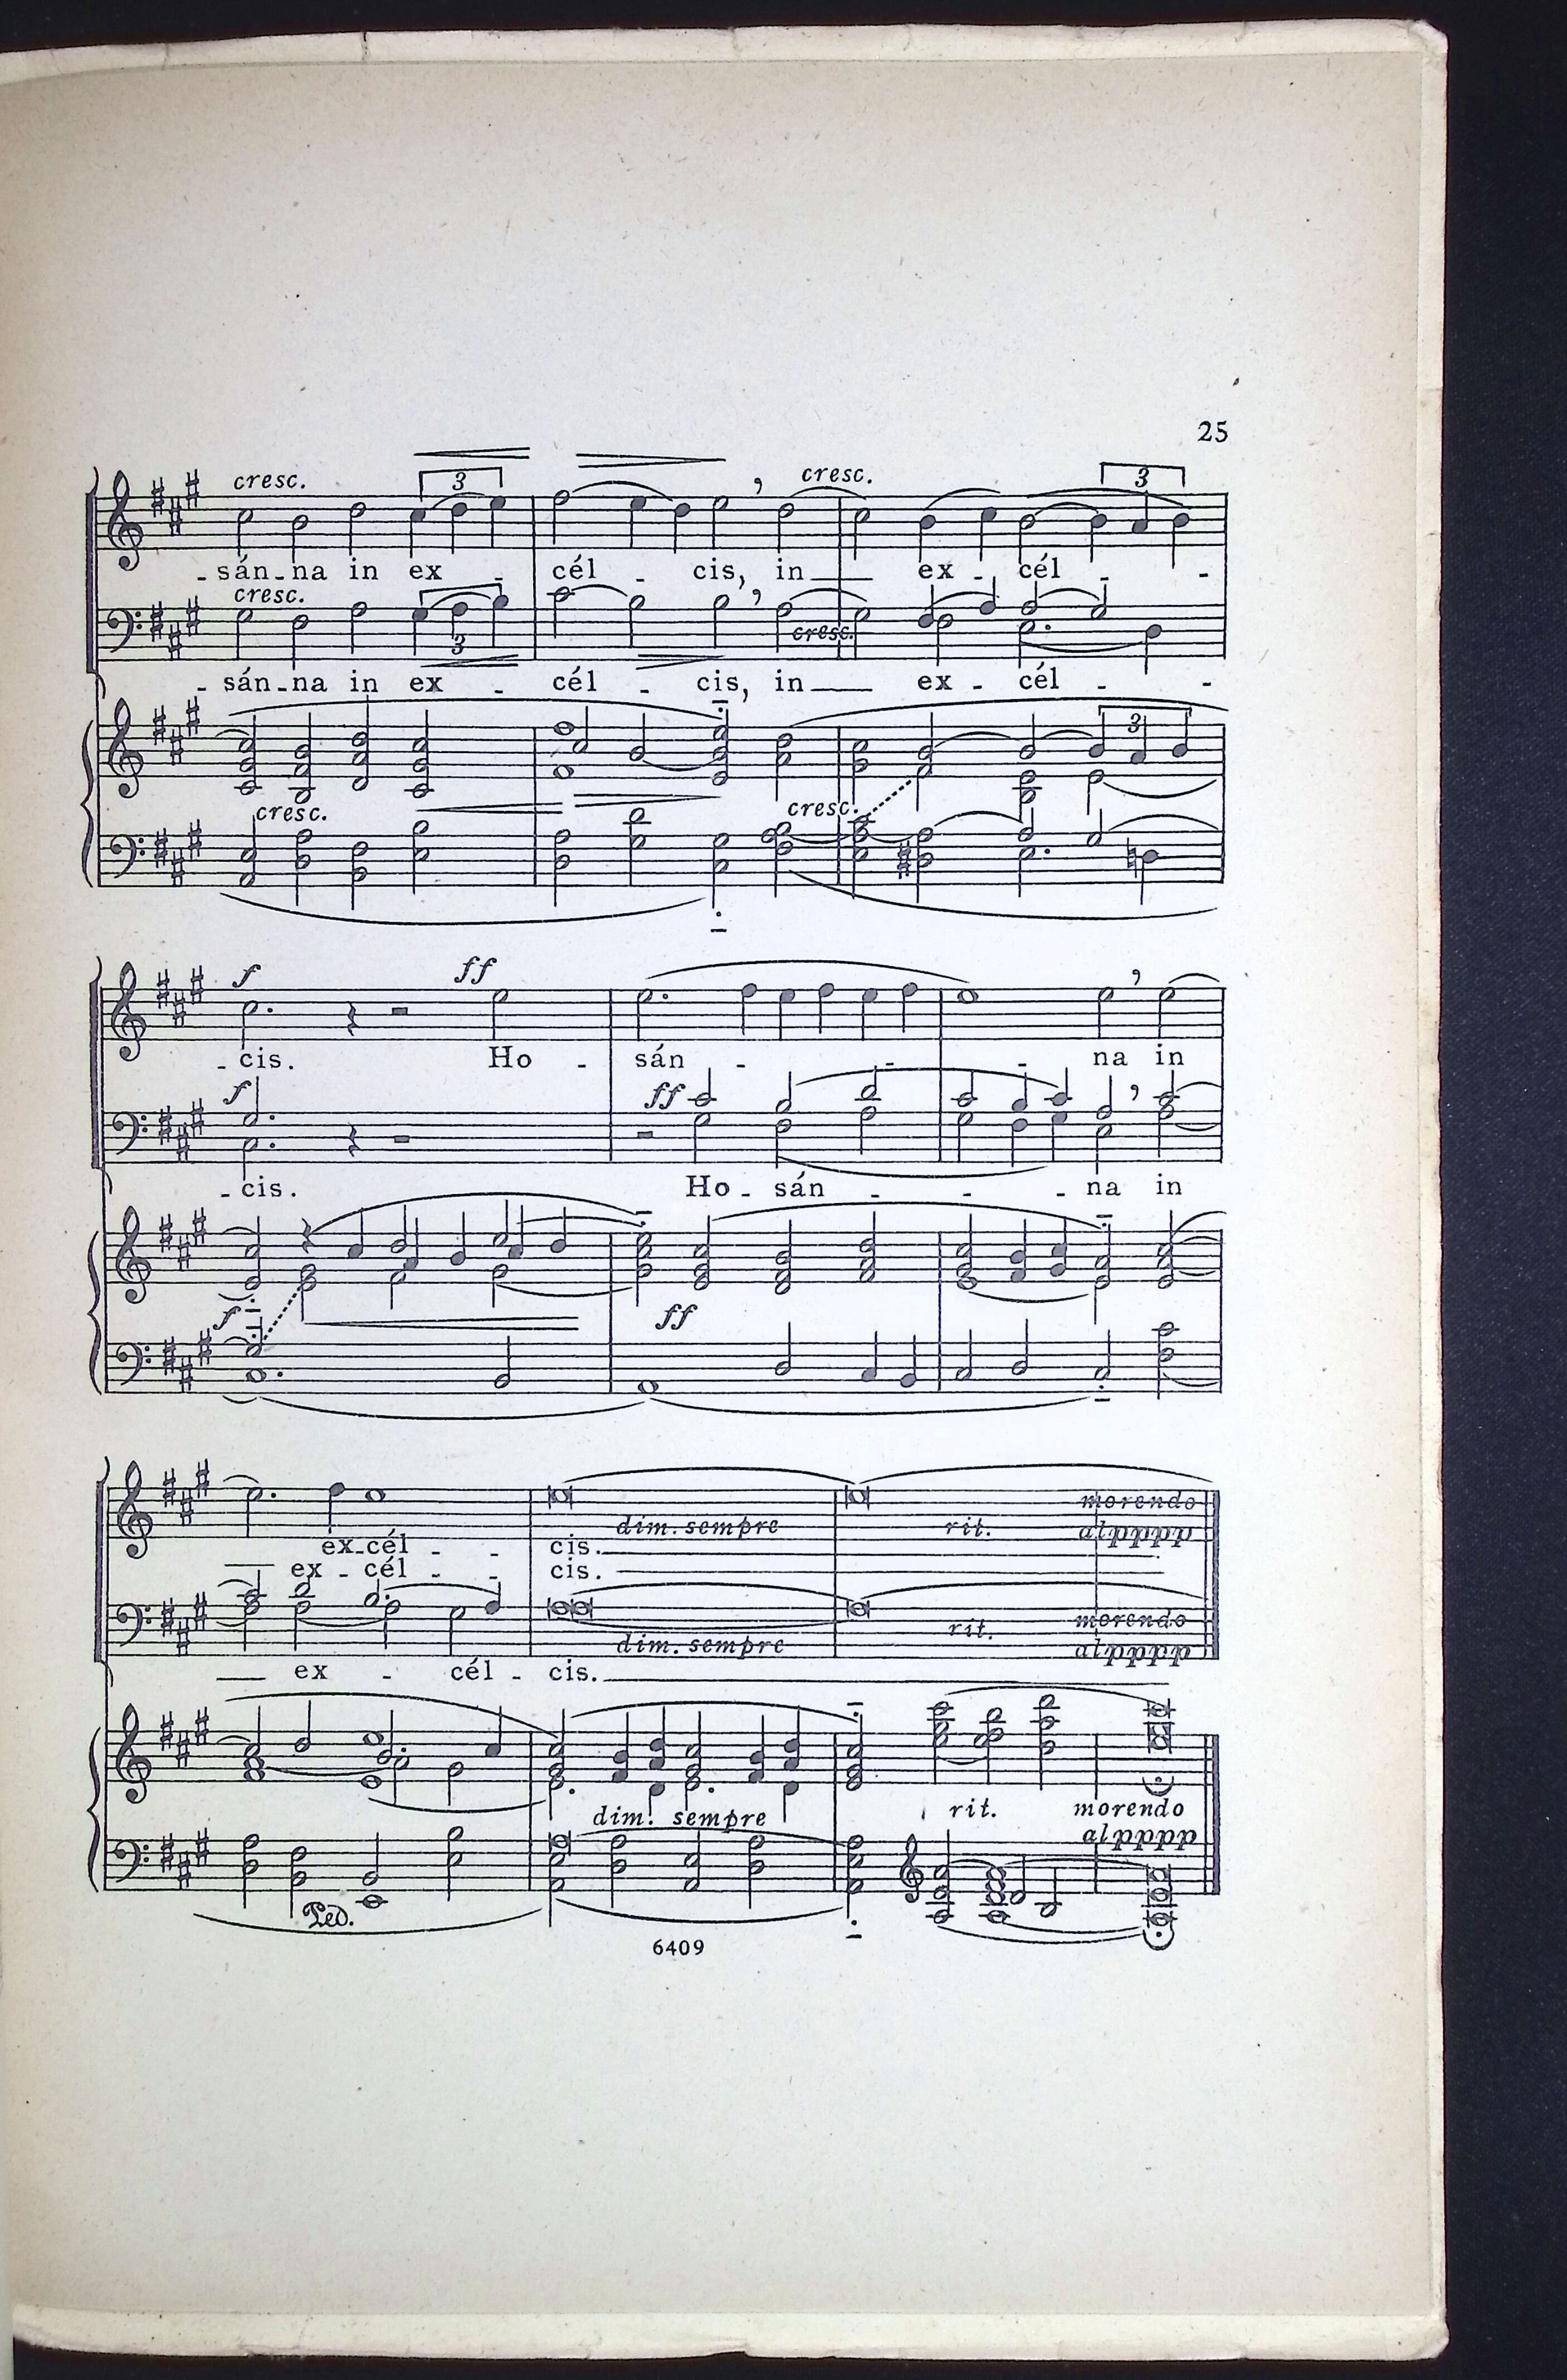 25
cresc. 3 cresc. 3
- sán - na in ex - cél - cis, in ex - cél - -
cresc. 3 cresc.
- sán - na in ex - cél - cis, in ex - cél - -
3
cresc. cresc.
f ff
- cis. Ho - sán - - - na in
f ff
- cis. Ho - sán - - - na in
f ff
dim. sempre rit. morendo
al pppp
ex - cél - - cis.
ex - cél - - cis.
dim. sempre rit. morendo
al pppp
ex - cél - cis.
dim. sempre rit. morendo
al pppp
Ped.
6409